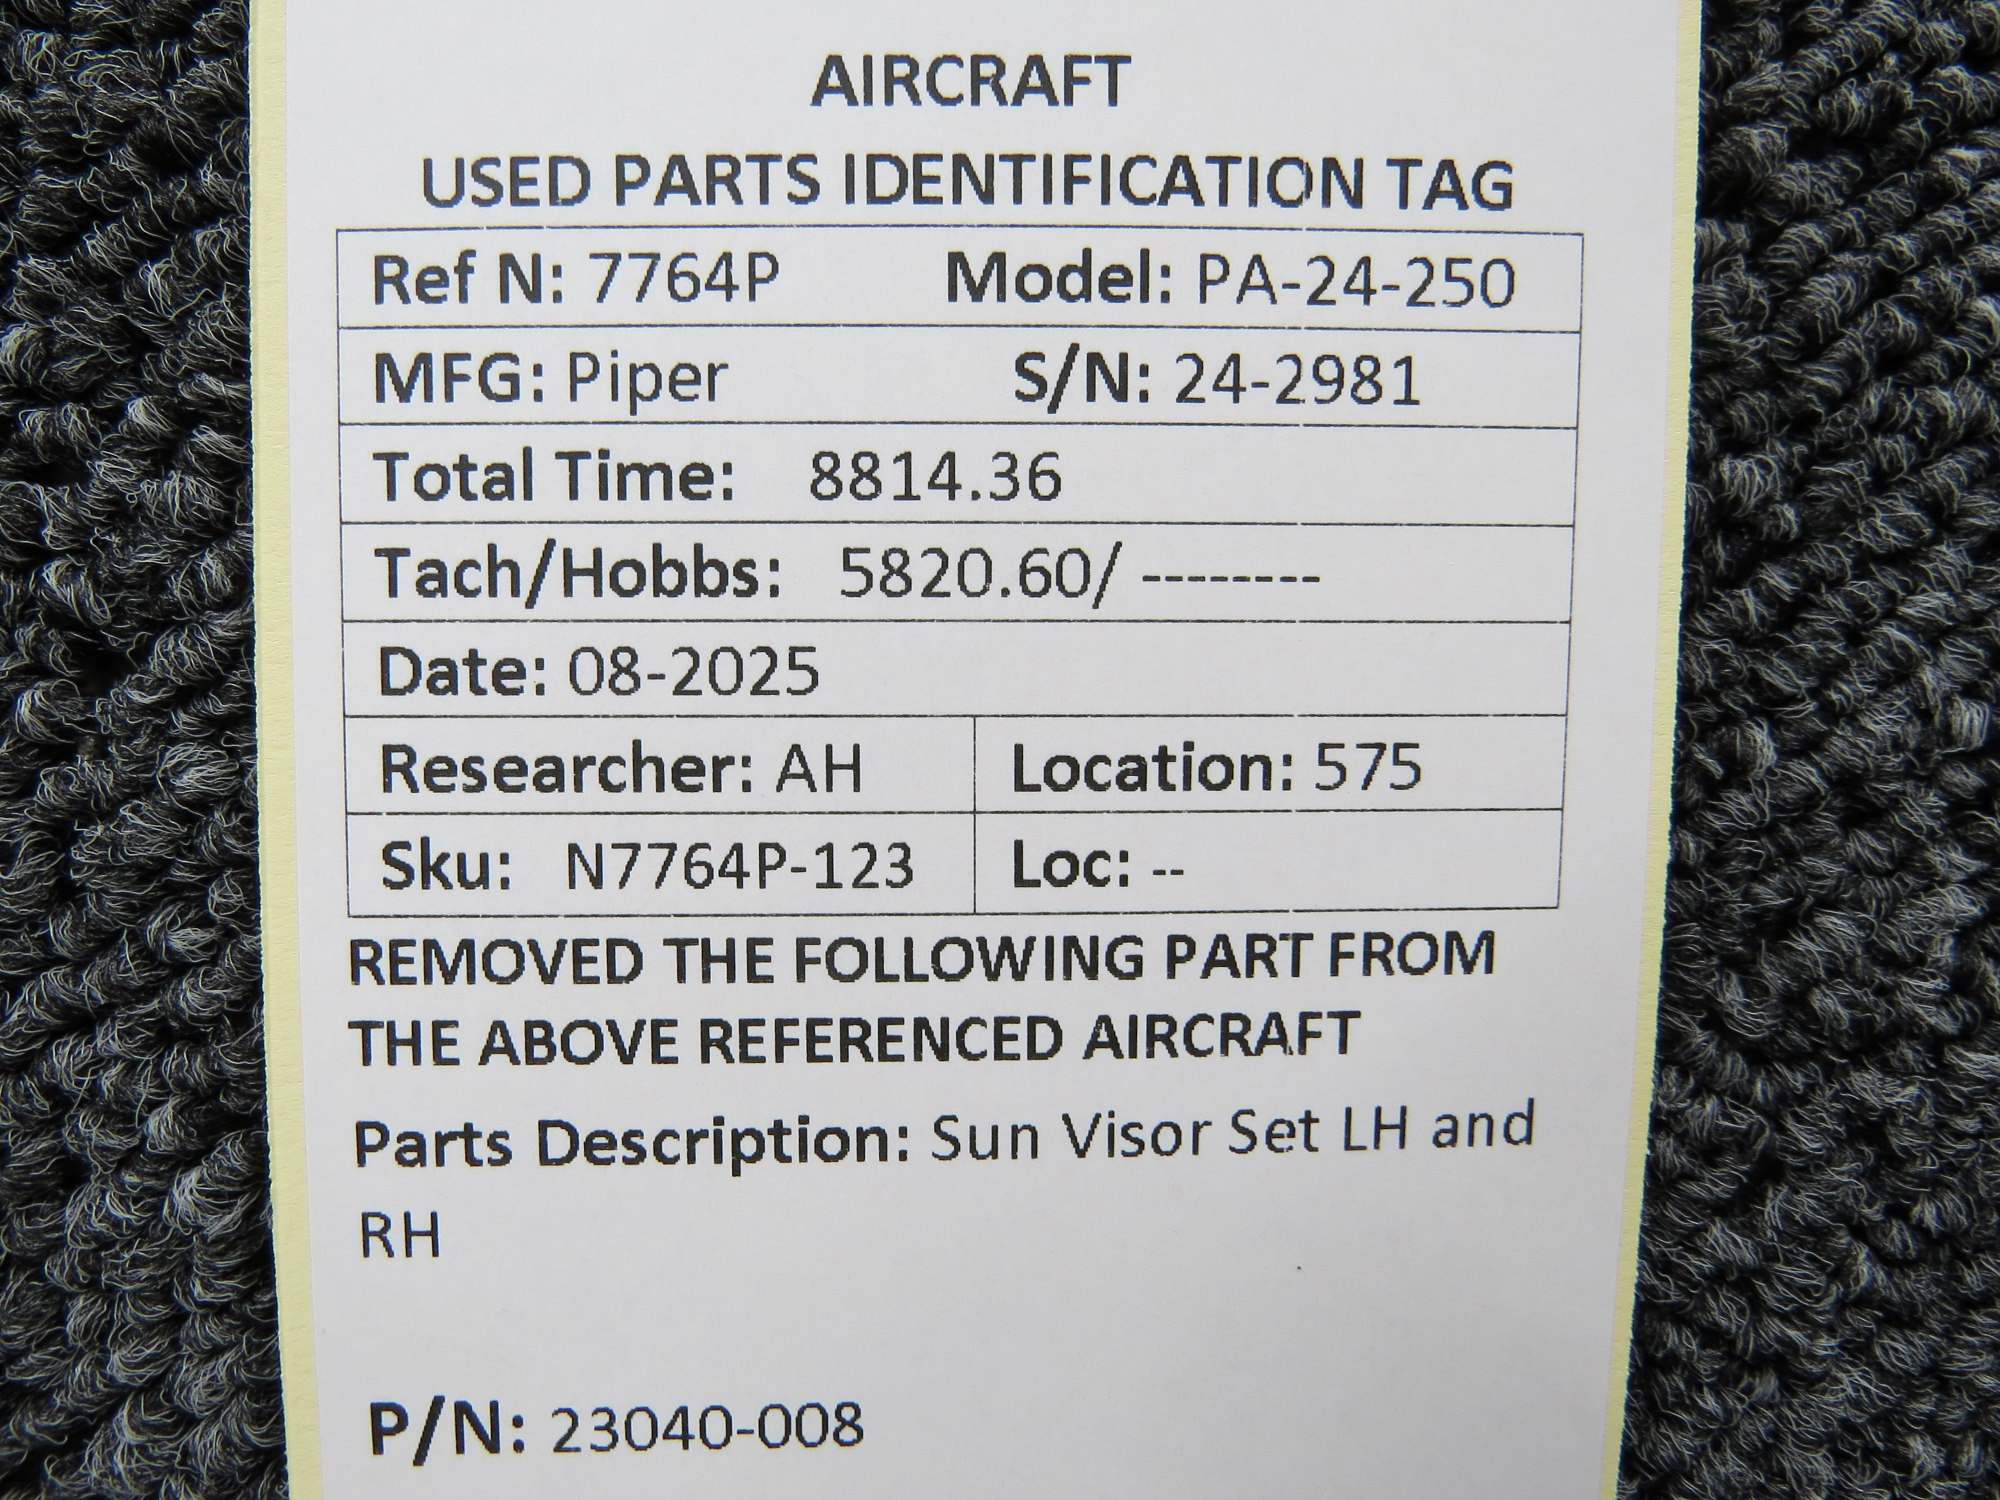 AIRCRAFT
USED PARTS IDENTIFICATION TAG
Ref N: 7764P Model: PA-24-250
MFG: Piper S/N: 24-2981
Total Time: 8814.36
Tach/Hobbs: 5820.60/ --------
Date: 08-2025
Researcher: AH Location: 575
Sku: N7764P-123 Loc: --
REMOVED THE FOLLOWING PART FROM
THE ABOVE REFERENCED AIRCRAFT
Parts Description: Sun Visor Set LH and
RH
P/N: 23040-008